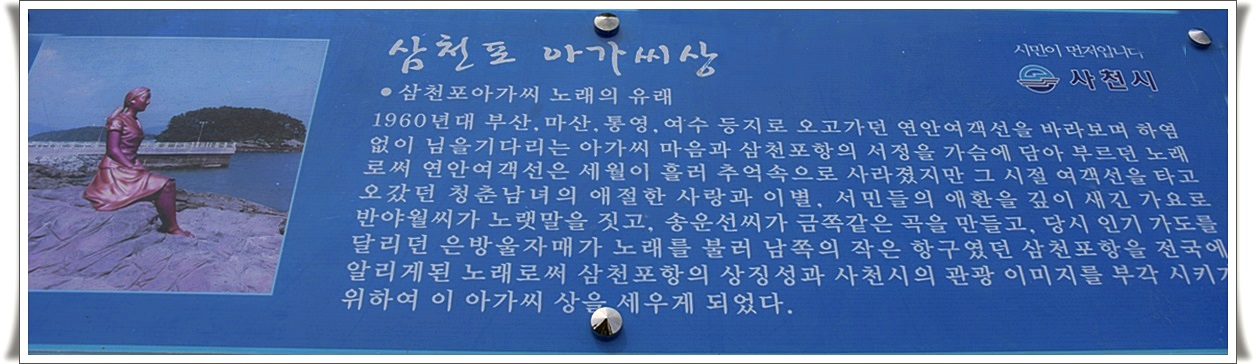 삼천포 아가씨상
시민이 먼저입니다
사천시
●삼천포아가씨 노래의 유래
1960년대 부산,마산,통영,여수 등지로 오고가던 연안여객선을 바라보며 하염
없이 님을기다리는 아가씨 마음과 삼천포항의 서정을 가슴에 담아 부르던 노래
로써 연안여객선은 세월이 흘러 추억속으로 사라졌지만 그 시절 여객선을 타고
오갔던 청춘남녀의 애절한 사랑과 이별, 서민들의 애환을 깊이 새긴 가요로
반야월씨가 노랫말을 짓고, 송운선씨가 금쪽같은 곡을 만들고, 당시 인기 가도를
달리던 은방울자매가 노래를 불러 남쪽의 작은 항구였던 삼천포항을 전국에
알리게된 노래로써 삼천포항의 상징성과 사천시의 관광 이미지를 부각 시키기
위하여 이 아가씨 상을 세우게 되었다.